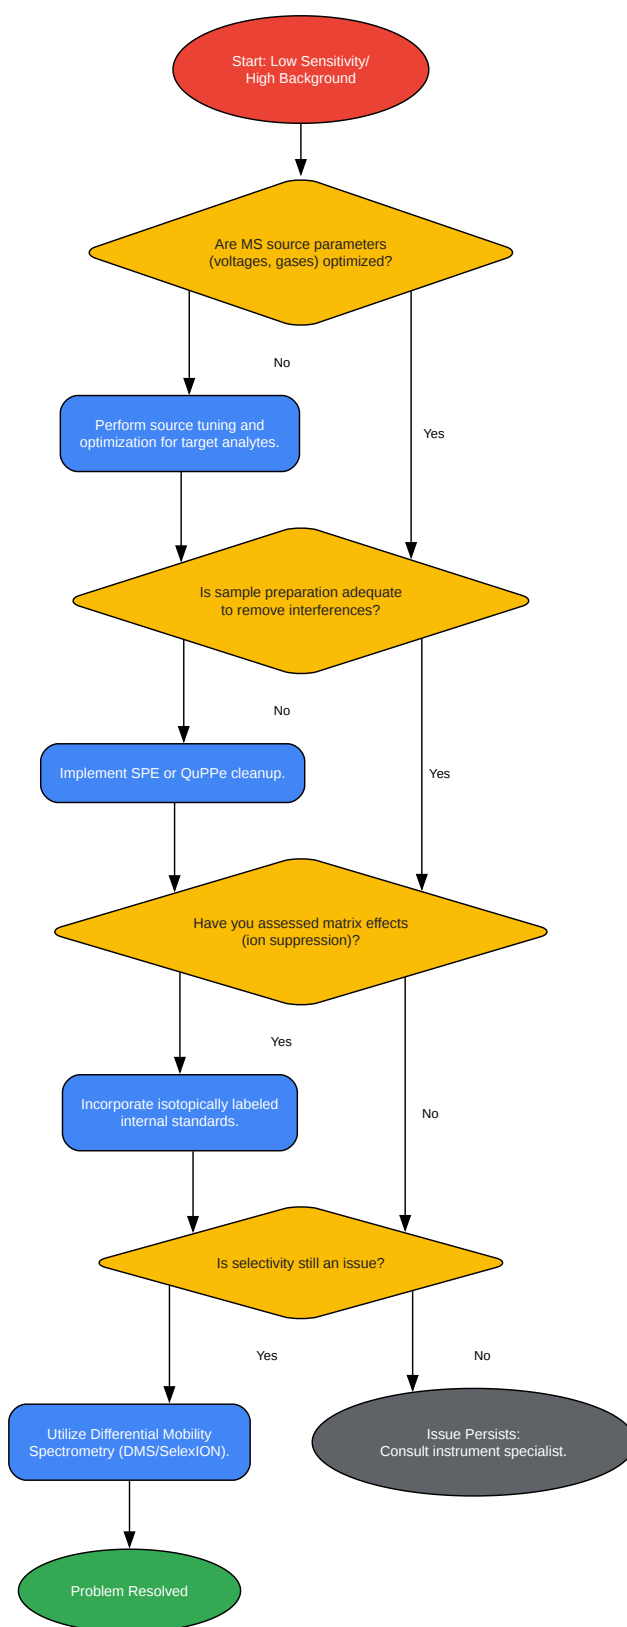 Start: Low Sensitivity/
High Background
Are MS source parameters
(voltages, gases) optimized?
No
Perform source tuning and
optimization for target analytes.
Yes
Is sample preparation adequate
to remove interferences?
No
Implement SPE or QuPPe cleanup.
Yes
Have you assessed matrix effects
(ion suppression)?
Yes
Incorporate isotopically labeled
internal standards.
No
Is selectivity still an issue?
Yes
No
Utilize Differential Mobility
Spectrometry (DMS/SelexION).
Issue Persists:
Consult instrument specialist.
Problem Resolved